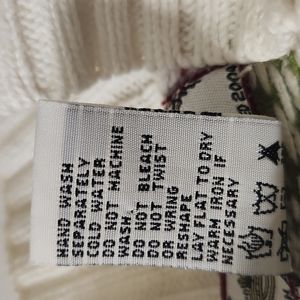 HAND WASH
SEPARATELY
COLD WATER
DO NOT MACHINE
WASH
DO NOT BLEACH
DO NOT TWIST
OR WRING
RESHAPE
LAY FLAT TO DRY
WARM IRON IF
NECESSARY